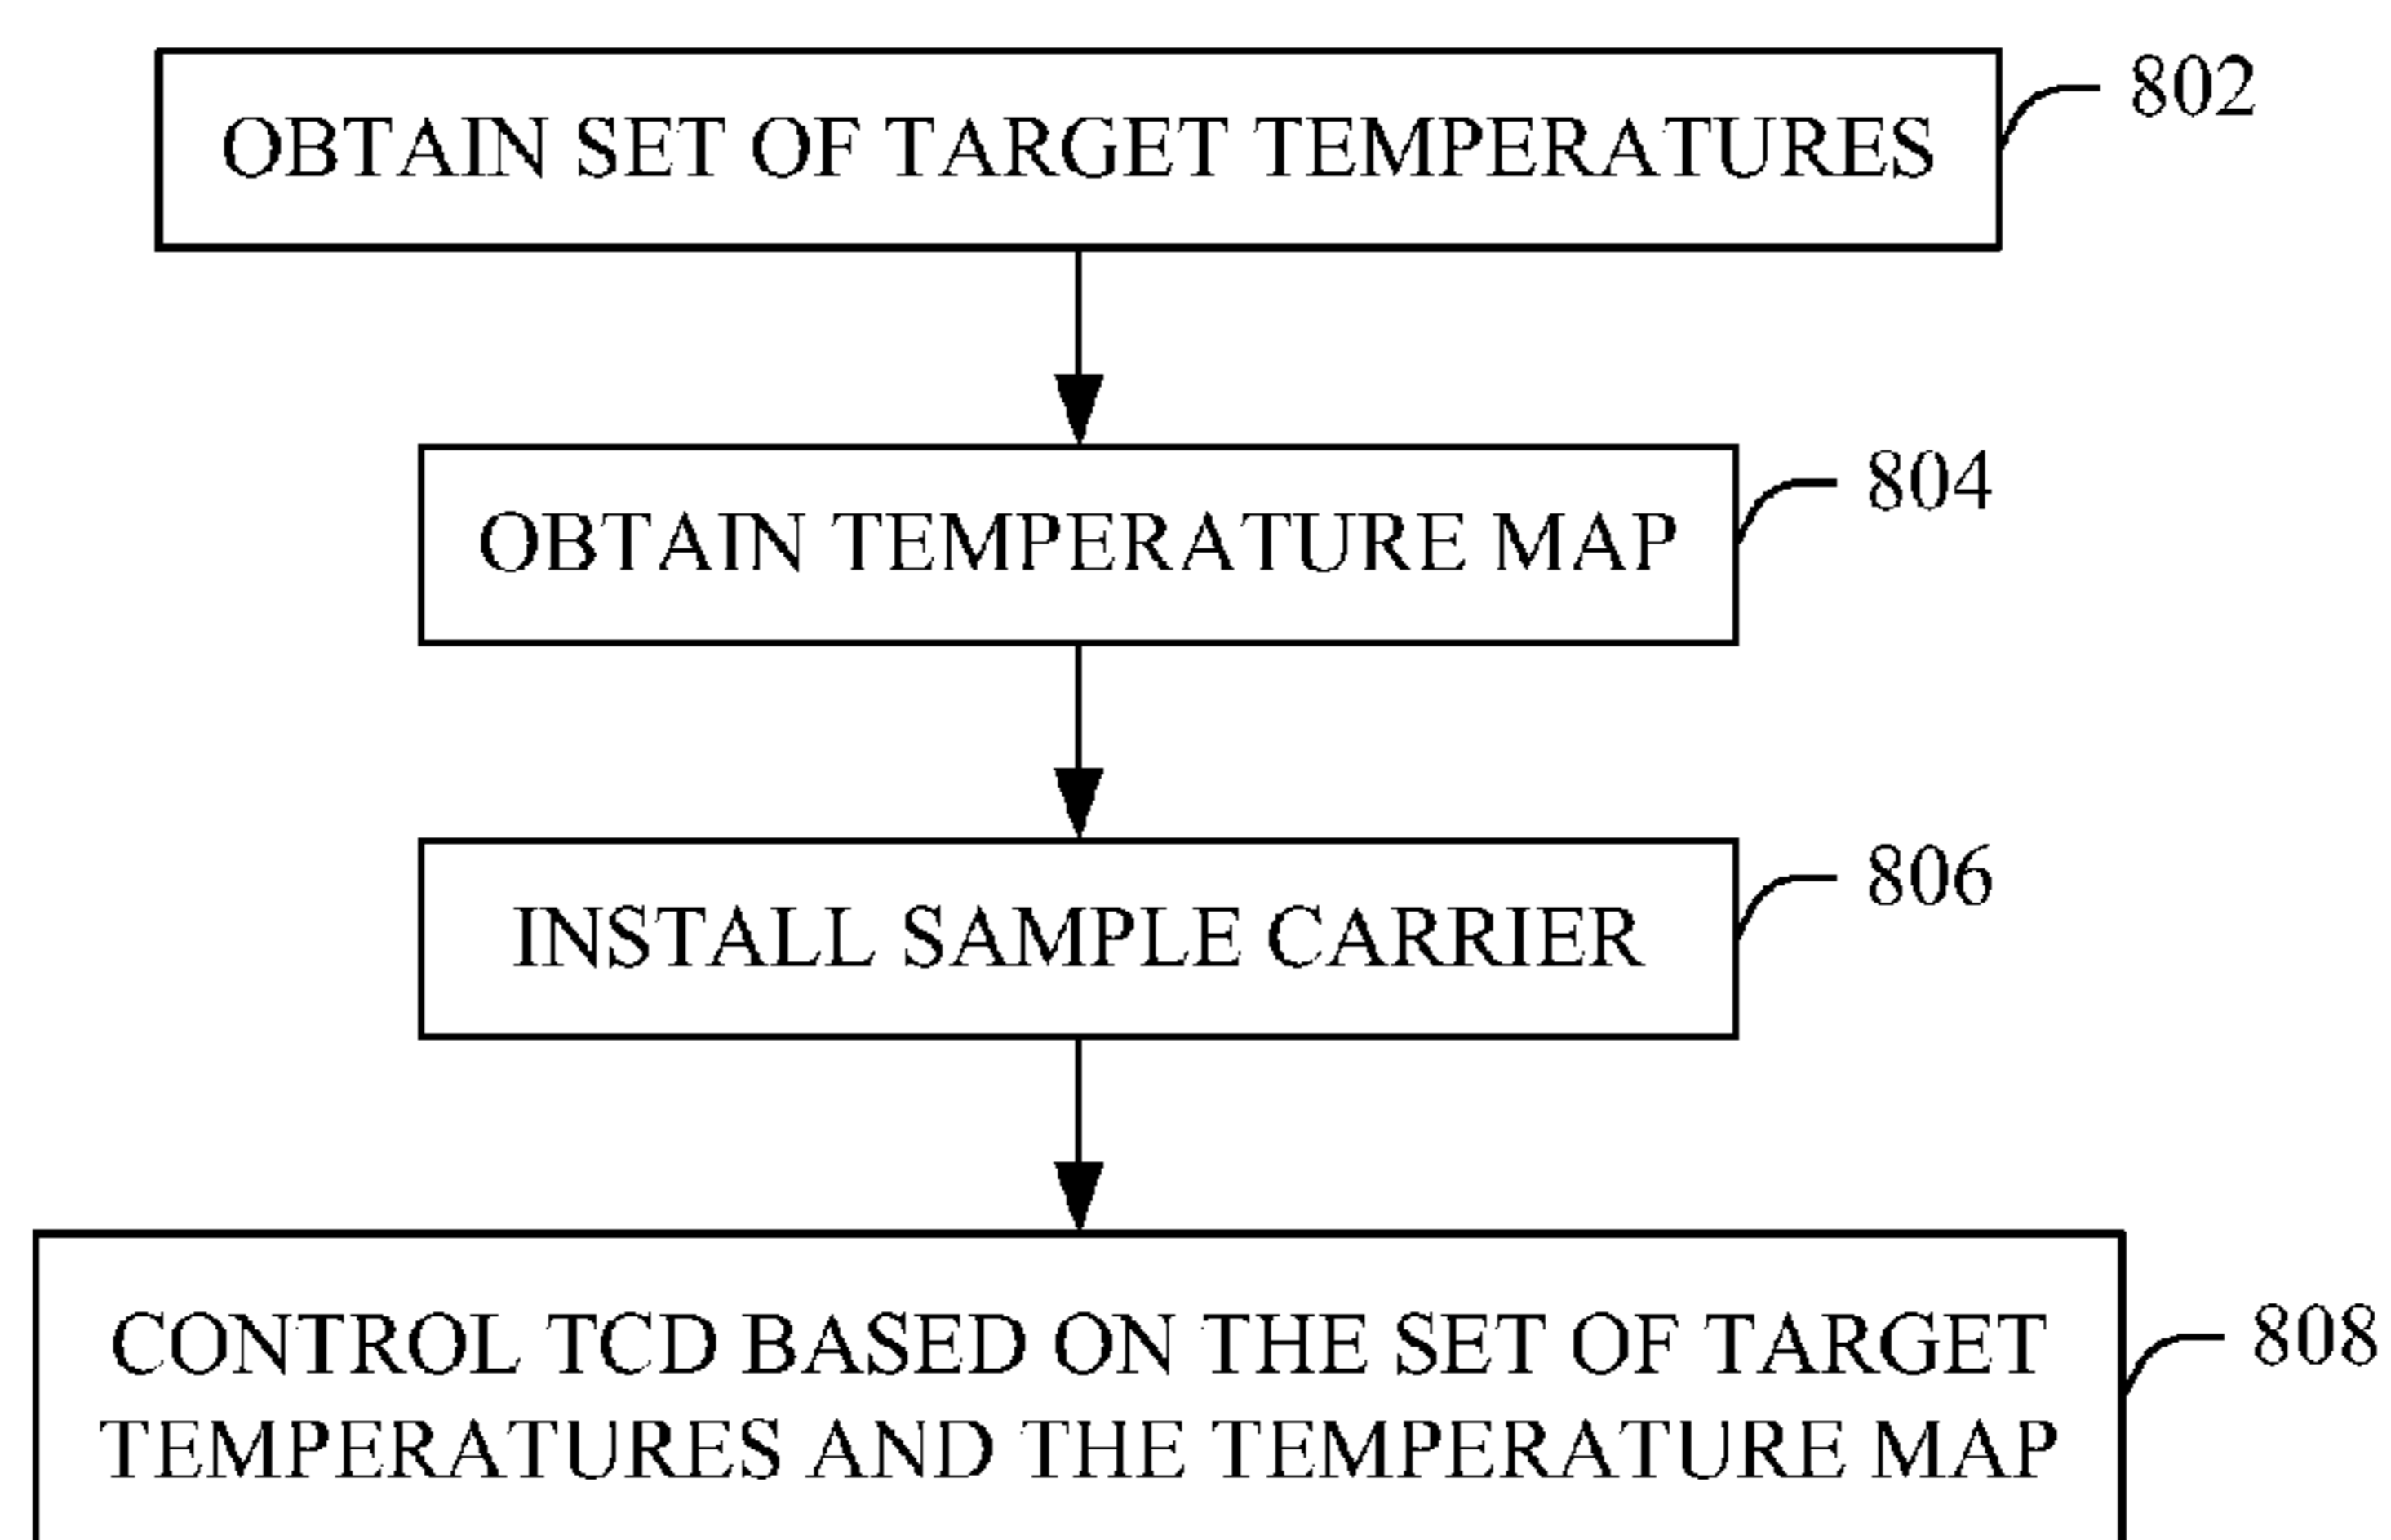 OBTAIN SET OF TARGET TEMPERATURES
802
OBTAIN TEMPERATURE MAP
804
INSTALL SAMPLE CARRIER
806
CONTROL TCD BASED ON THE SET OF TARGET
TEMPERATURES AND THE TEMPERATURE MAP
808